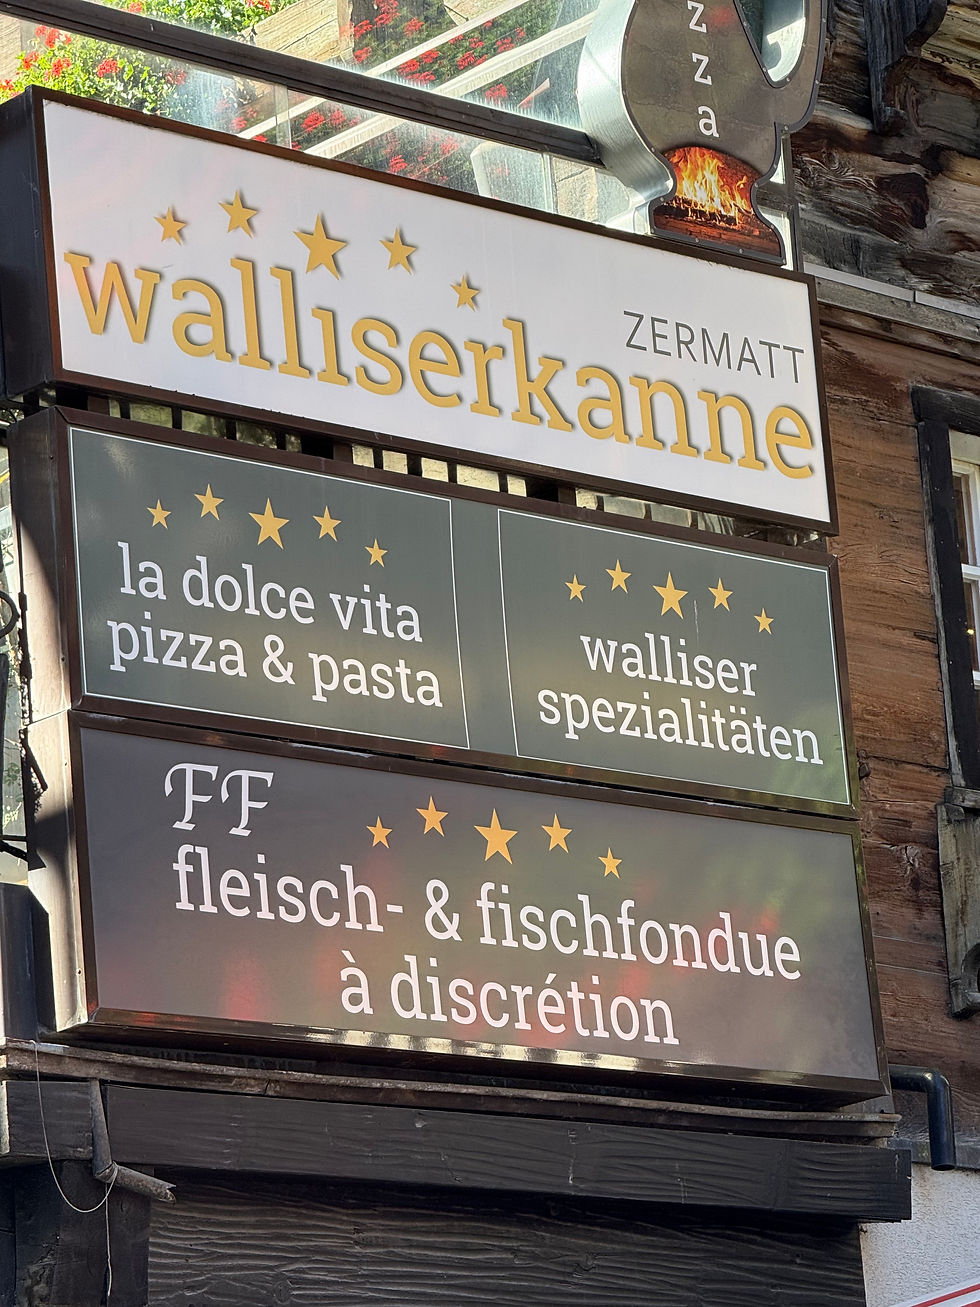 zza
walliserkanne
ZERMATT
la dolce vita
pizza & pasta
walliser
spezialitäten
FF
fleisch- & fischfondue
à discrétion